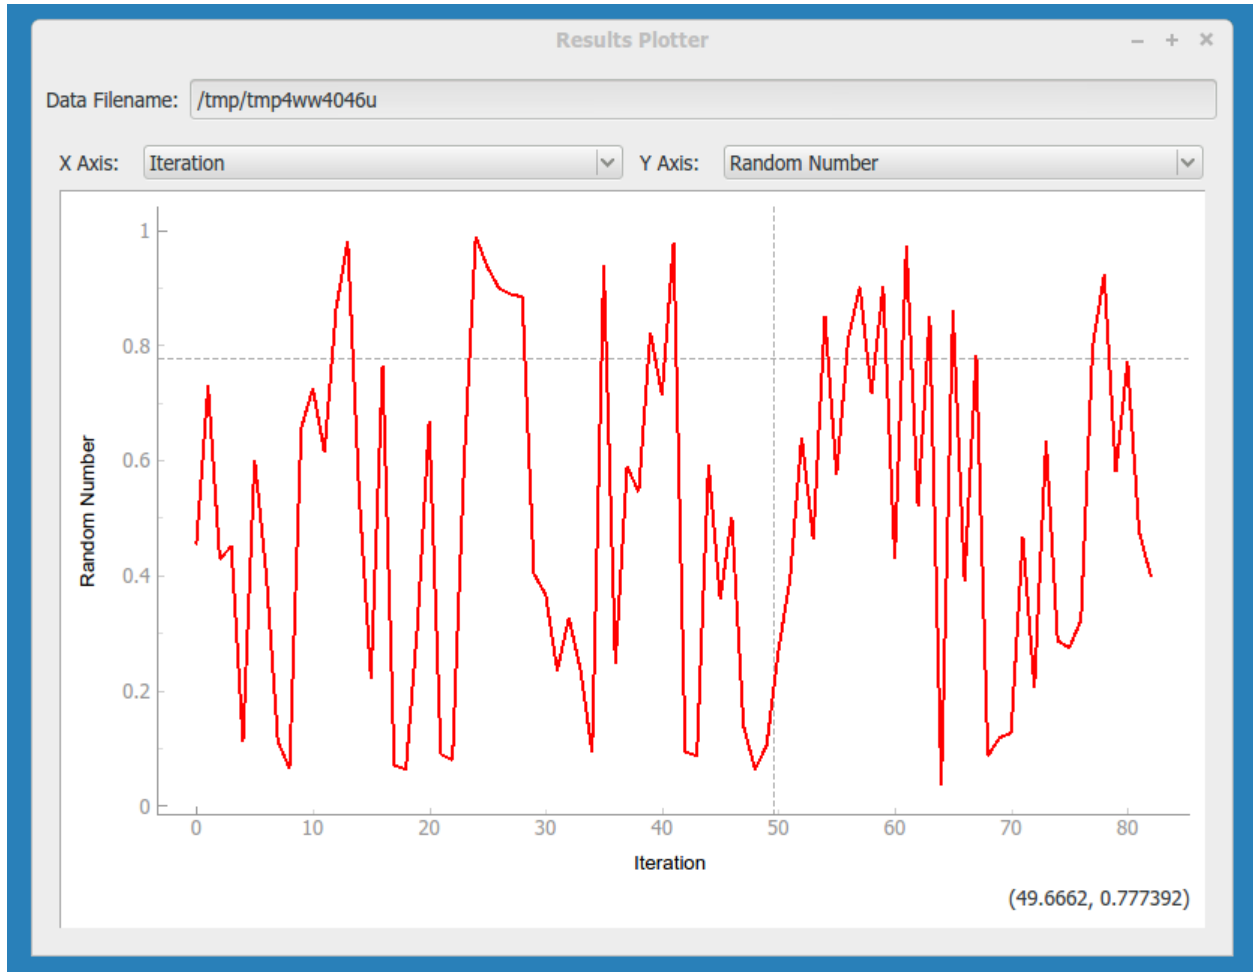 Results Plotter
Data Filename: /tmp/tmp4ww4046u
X Axis: Iteration Y Axis: Random Number
1
0.8
0.6
0.4
0.2
0
Random Number
0 10 20 30 40 50 60 70 80
Iteration
(49.6662, 0.777392)